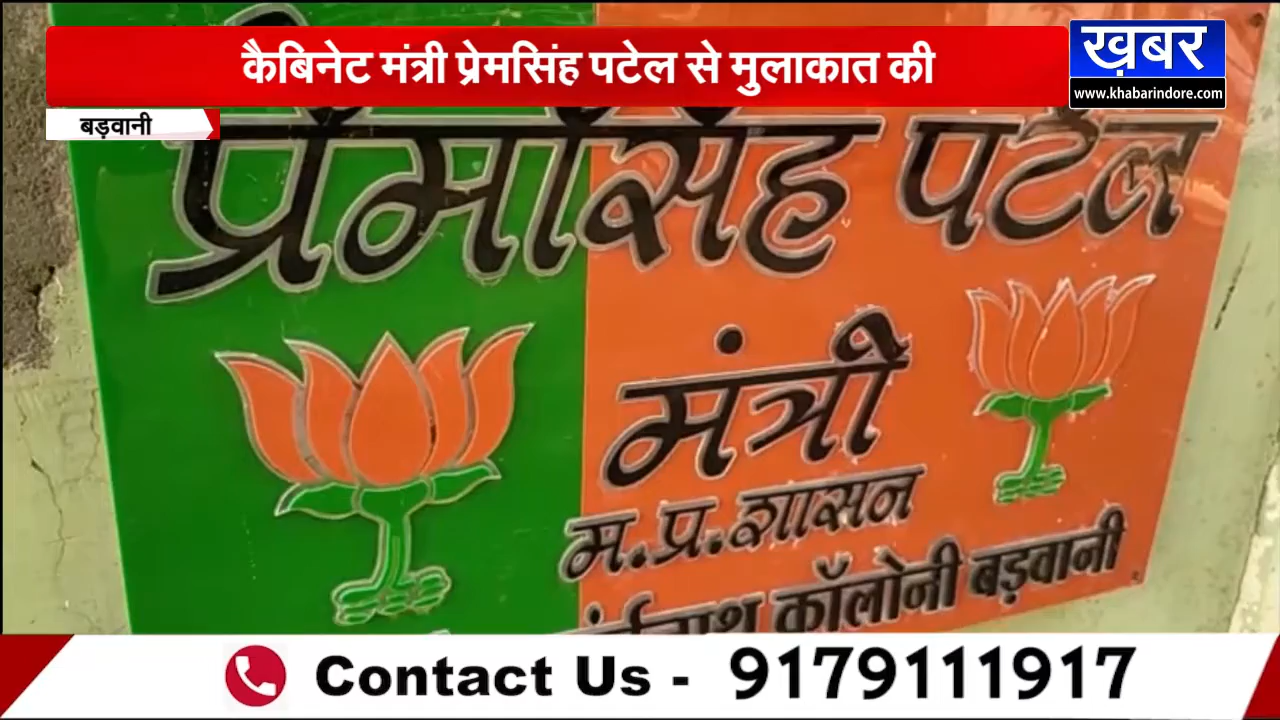 कैबिनेट मंत्री प्रेमसिंह पटेल से मुलाकात की
ख़बर
www.khabarindore.com
बड़वानी
प्रेमसिंह पटेल
मंत्री
म.प्र.शासन
कॉलोनी बड़वानी
Contact Us - 9179111917